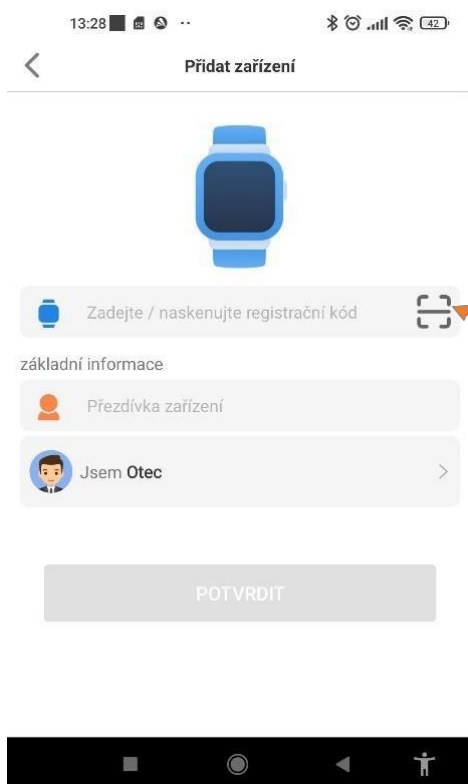 13:28
42
Přidat zařízení
Zadejte / naskenujte registrační kód
základní informace
Přezdívka zařízení
Jsem Otec
POTVRDIT